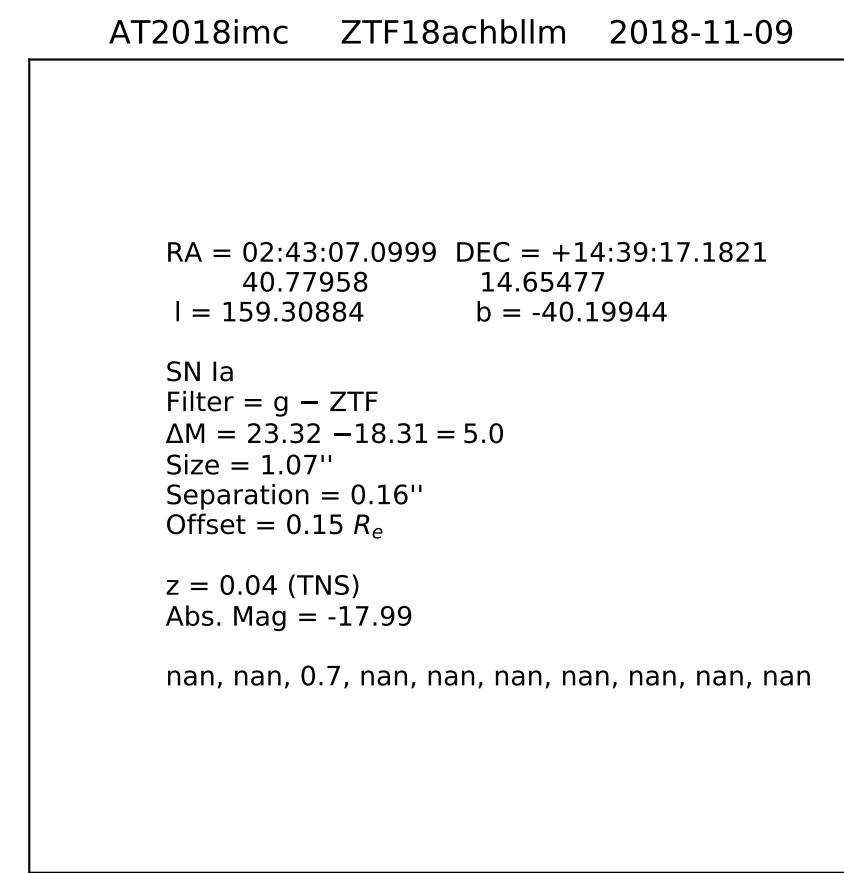 AT2018imc ZTF18achbllm 2018-11-09
RA = 02:43:07.0999 DEC = +14:39:17.1821
40.77958 14.65477
l = 159.30884 b = -40.19944
SN Ia
Filter = g − ZTF
ΔM = 23.32 −18.31 = 5.0
Size = 1.07''
Separation = 0.16''
Offset = 0.15 Rₑ
z = 0.04 (TNS)
Abs. Mag = -17.99
nan, nan, 0.7, nan, nan, nan, nan, nan, nan, nan